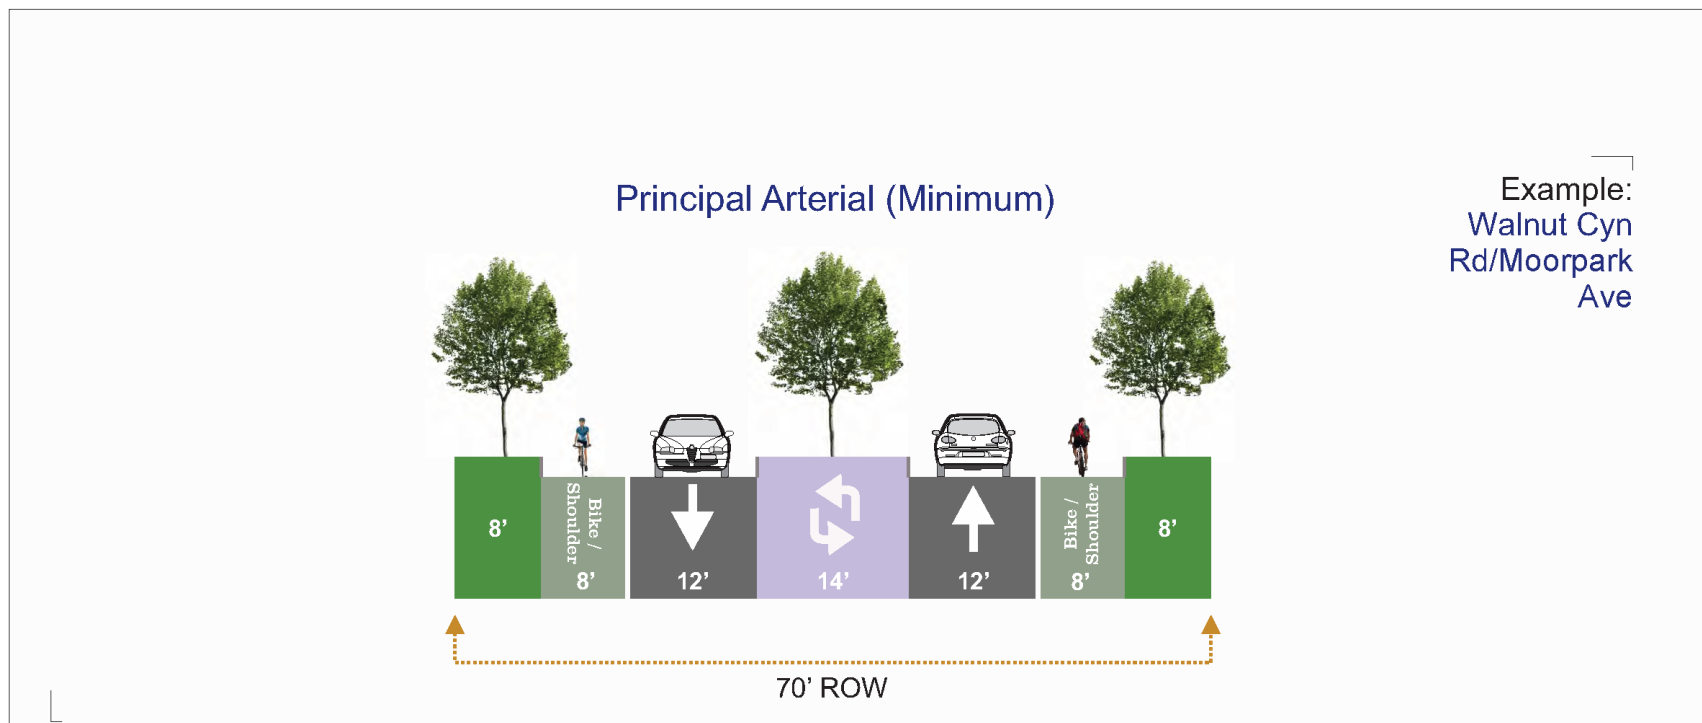 Principal Arterial (Minimum)
Example:
Walnut Cyn
Rd/Moorpark
Ave
8’
Bike /
Shoulder
8’
12’
14’
12’
Bike /
Shoulder
8’
8’
70’ ROW